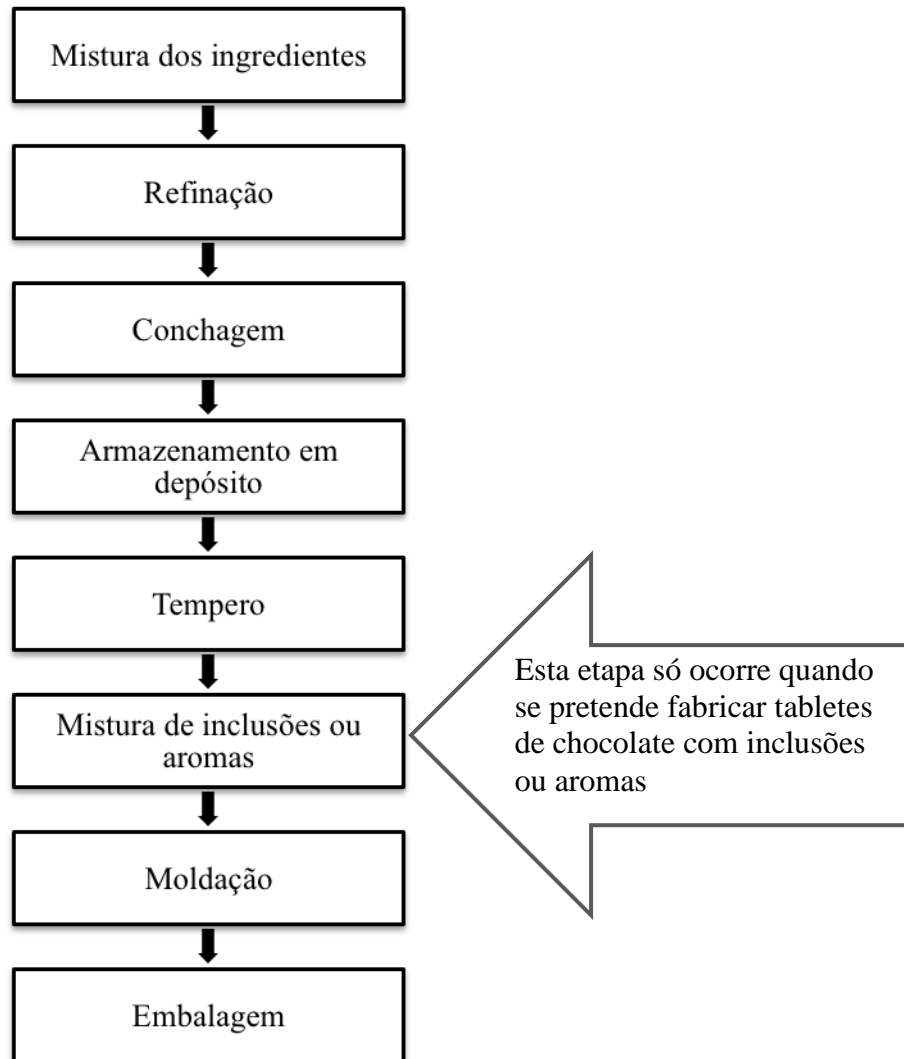 Mistura dos ingredientes
Refinação
Conchagem
Armazenamento em
depósito
Tempero
Mistura de inclusões ou
aromas
Esta etapa só ocorre quando
se pretende fabricar tabletes
de chocolate com inclusões
ou aromas
Moldação
Embalagem